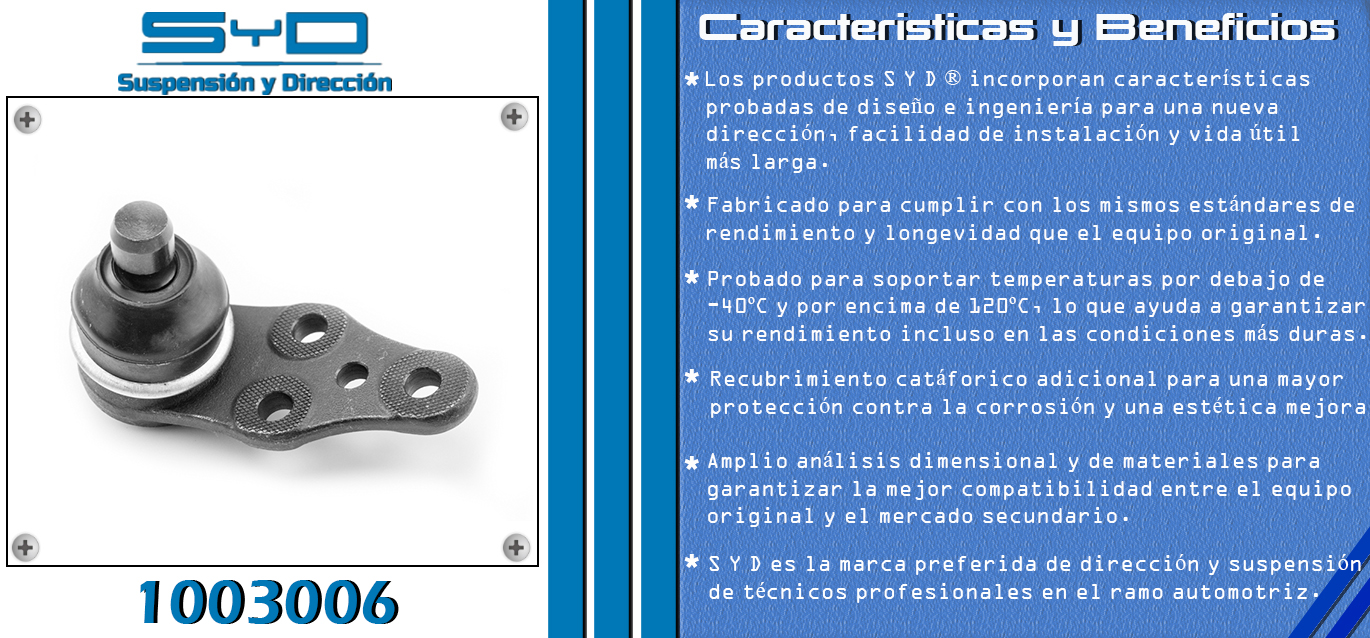 SYD
Suspensión y Dirección
1003006
Caracteristicas y Beneficios
* Los productos S Y D ® incorporan características
probadas de diseño e ingeniería para una nueva
dirección, facilidad de instalación y vida útil
más larga.
* Fabricado para cumplir con los mismos estándares de
rendimiento y longevidad que el equipo original.
* Probado para soportar temperaturas por debajo de
-40°C y por encima de 120°C, lo que ayuda a garantizar
su rendimiento incluso en las condiciones más duras.
* Recubrimiento catáforico adicional para una mayor
protección contra la corrosión y una estética mejora
* Amplio análisis dimensional y de materiales para
garantizar la mejor compatibilidad entre el equipo
original y el mercado secundario.
* S Y D es la marca preferida de dirección y suspensión
de técnicos profesionales en el ramo automotriz.